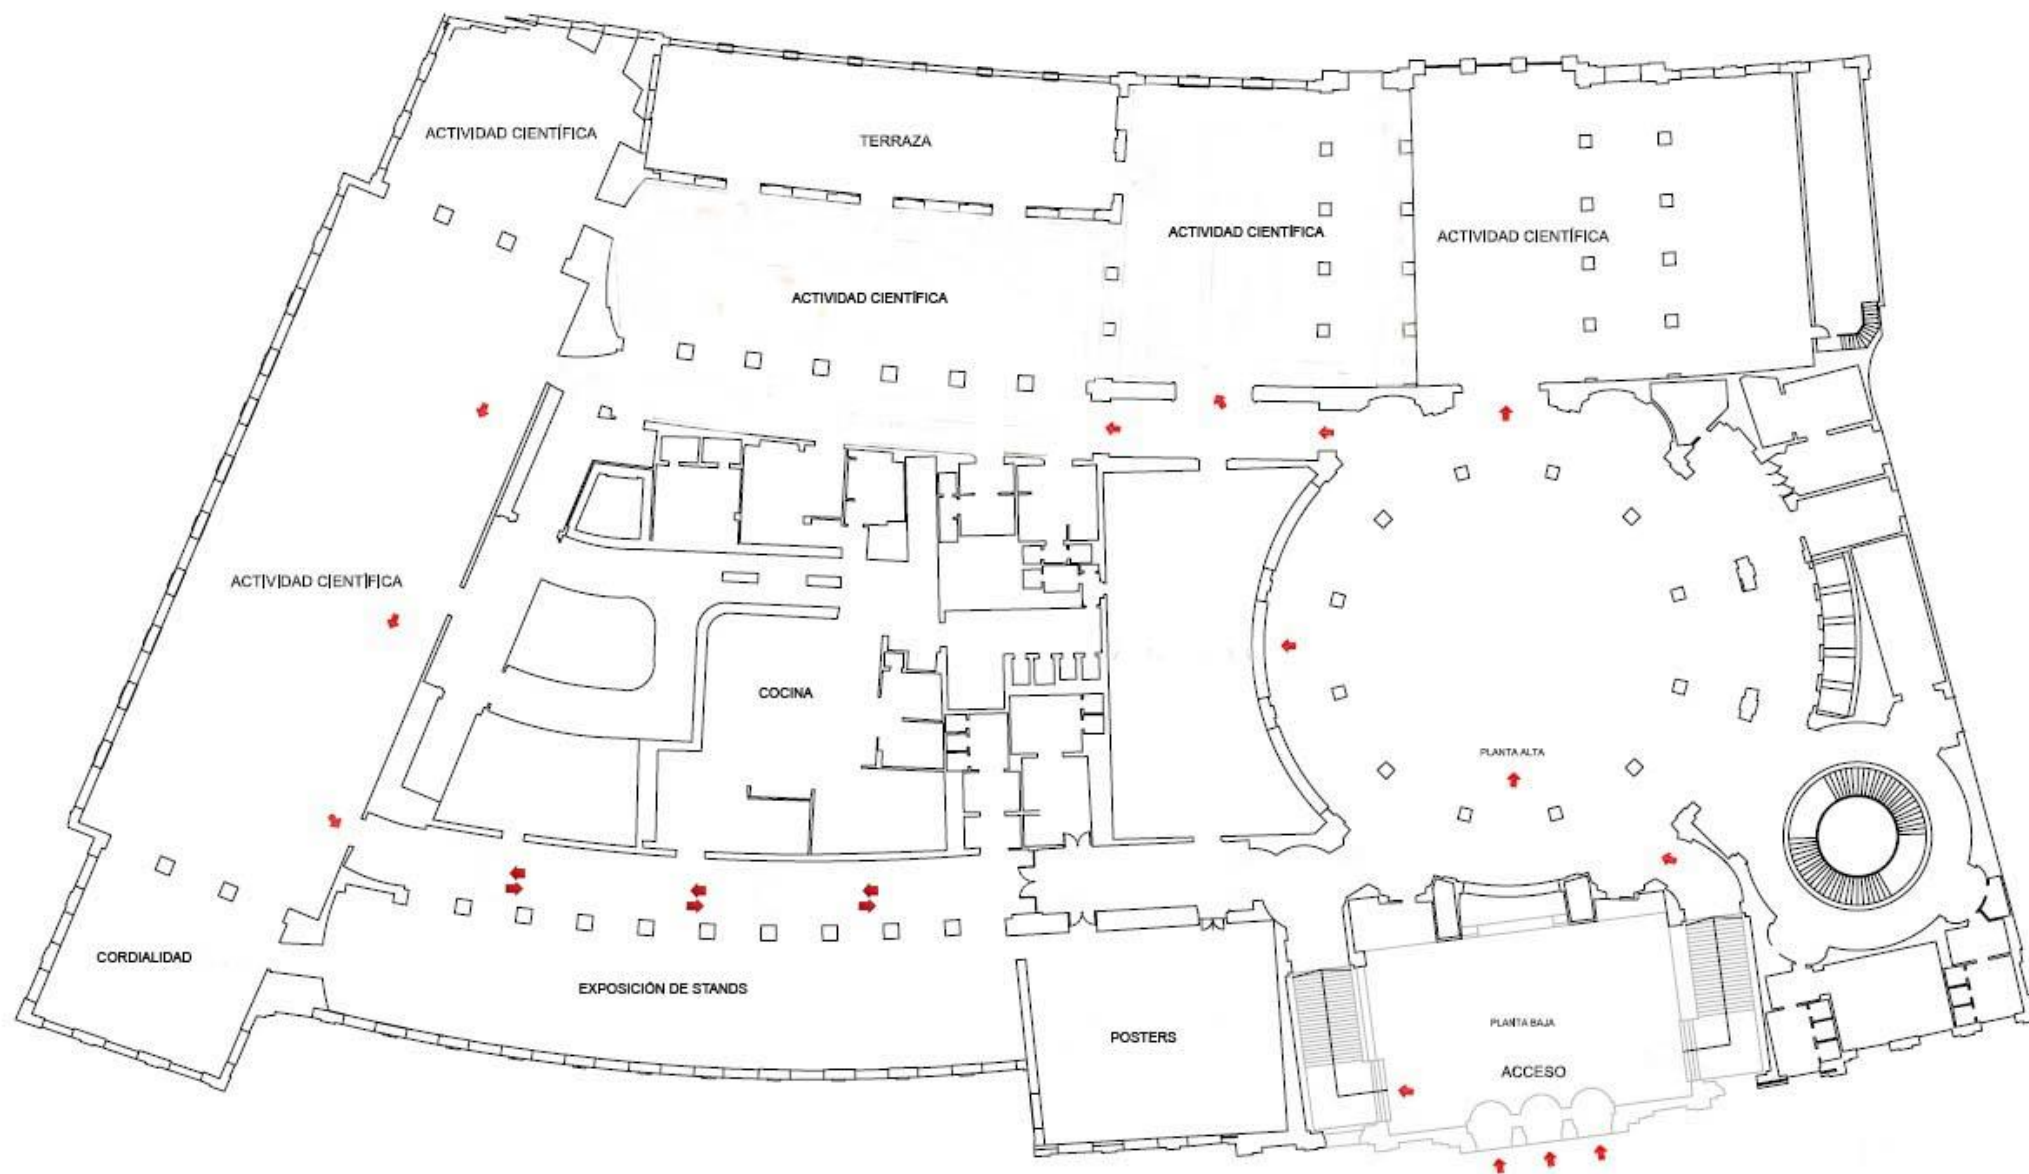 ACTIVIDAD CIENTÍFICA
TERRAZA
ACTIVIDAD CIENTÍFICA
ACTIVIDAD CIENTÍFICA
ACTIVIDAD CIENTÍFICA
ACTIVIDAD CIENTÍFICA
COCINA
PLANTA ALTA
CORDIALIDAD
EXPOSICIÓN DE STANDS
POSTERS
PLANTA BAJA
ACCESO